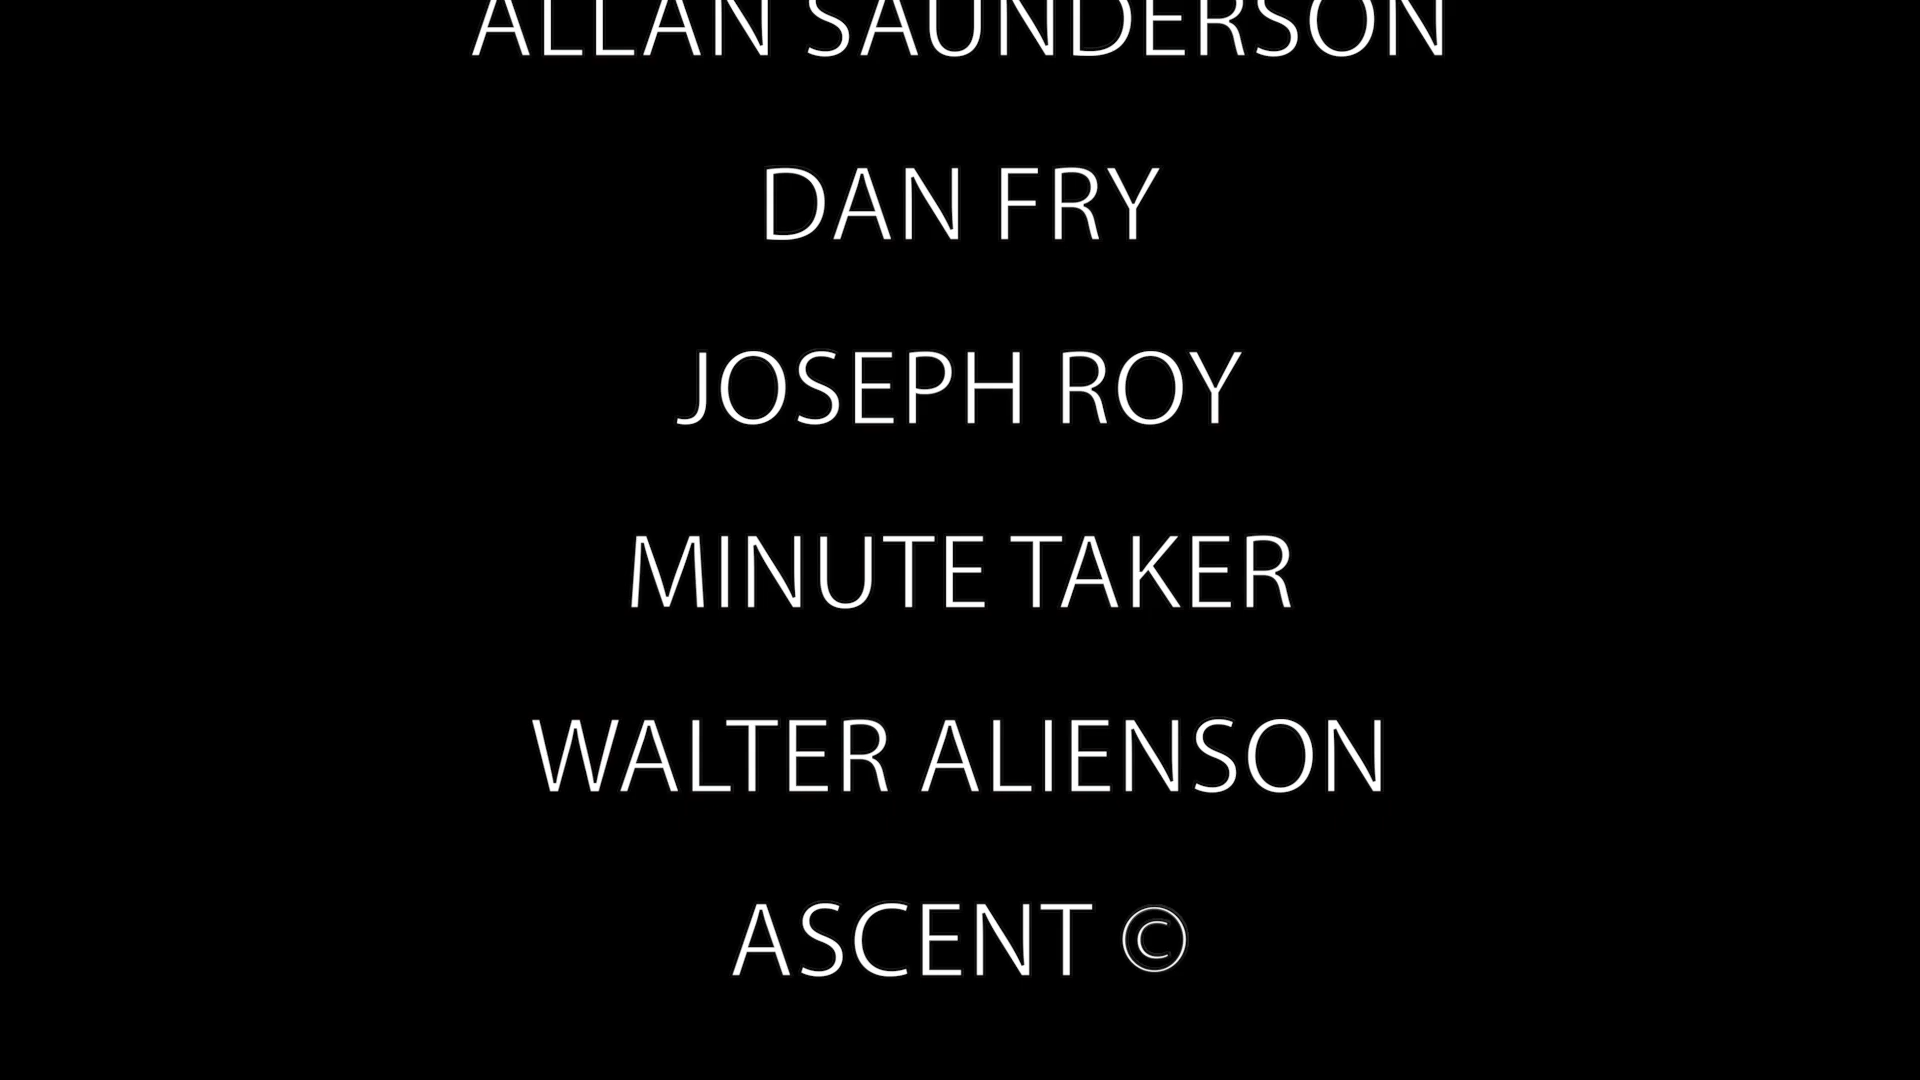 ALLAN SAUNDERSON
DAN FRY
JOSEPH ROY
MINUTE TAKER
WALTER ALIENSON
ASCENT ©